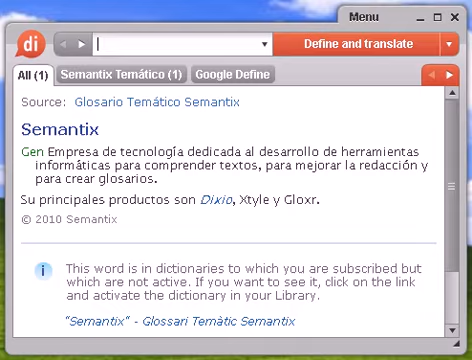 Menu
di
Define and translate
All (1)
Semantix Temático (1)
Google Define
Source: Glosario Temático Semantix
Semantix
Gen Empresa de tecnología dedicada al desarrollo de herramientas
informáticas para comprender textos, para mejorar la redacción y
para crear glosarios.
Su principales productos son Dixio, Xtyle y Gloxr.
© 2010 Semantix
i
This word is in dictionaries to which you are subscribed but
which are not active. If you want to see it, click on the link
and activate the dictionary in your Library.
"Semantix" - Glossari Temàtic Semantix